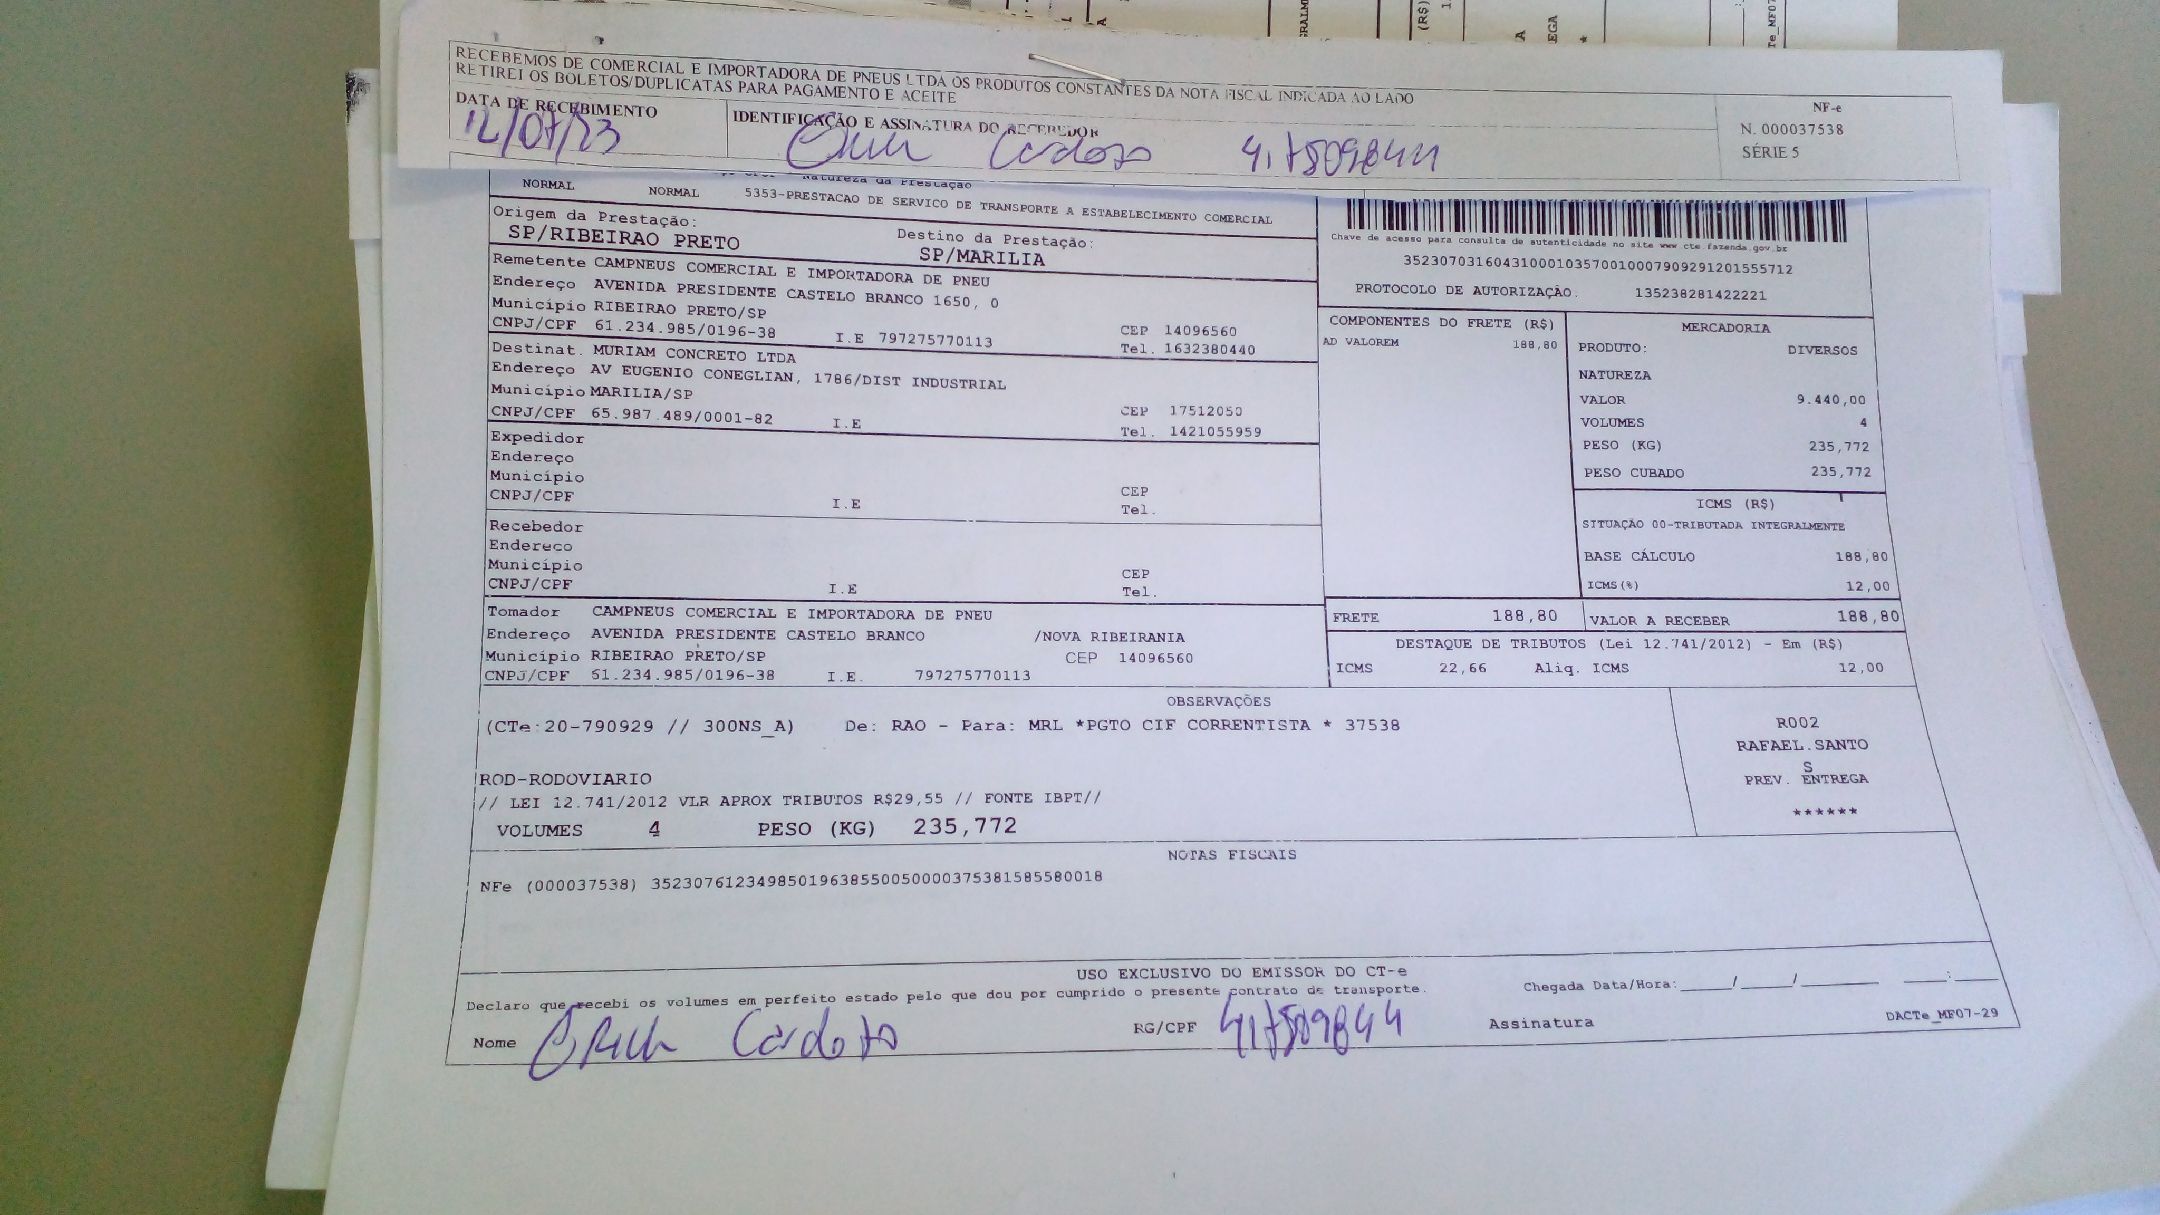 RECEBEMOS DE COMERCIAL E IMPORTADORA DE PNEUS LTDA OS PRODUTOS CONSTANTES DA NOTA FISCAL INDICADA AO LADO
RETIREI OS BOLETOS/DUPLICATAS PARA PAGAMENTO E ACEITE
DATA DE RECEBIMENTO IDENTIFICAÇÃO E ASSINATURA DO RECEBEDOR
12/07/23 Cardoso
NF-e
N. 000037538
SÉRIE 5
Natureza da Prestação
NORMAL NORMAL 5353-PRESTACAO DE SERVICO DE TRANSPORTE A ESTABELECIMENTO COMERCIAL
Origem da Prestação: Destino da Prestação:
SP/RIBEIRAO PRETO SP/MARILIA
Remetente CAMPNEUS COMERCIAL E IMPORTADORA DE PNEU
Endereço AVENIDA PRESIDENTE CASTELO BRANCO 1650, 0
Município RIBEIRAO PRETO/SP CEP 14096560
CNPJ/CPF 61.234.985/0196-38 I.E 797275770113 Tel. 1632380440
Destinat. MURIAM CONCRETO LTDA
Endereço AV EUGENIO CONEGLIAN, 1786/DIST INDUSTRIAL
Município MARILIA/SP CEP 17512050
CNPJ/CPF 65.987.489/0001-82 I.E Tel. 1421055959
Expedidor
Endereço
Município CEP
CNPJ/CPF I.E Tel.
Recebedor
Endereco
Município CEP
CNPJ/CPF I.E Tel.
Tomador CAMPNEUS COMERCIAL E IMPORTADORA DE PNEU
Endereço AVENIDA PRESIDENTE CASTELO BRANCO /NOVA RIBEIRANIA
Município RIBEIRAO PRETO/SP CEP 14096560
CNPJ/CPF 61.234.985/0196-38 I.E. 797275770113
Chave de acesso para consulta de autenticidade no site www cte.fazenda.gov.br
35230703160431000103570010007909291201555712
PROTOCOLO DE AUTORIZAÇÃO. 135238281422221
COMPONENTES DO FRETE (R$)
AD VALOREM 188,80
MERCADORIA
PRODUTO: DIVERSOS
NATUREZA
VALOR 9.440,00
VOLUMES 4
PESO (KG) 235,772
PESO CUBADO 235,772
ICMS (R$)
SITUAÇÃO 00-TRIBUTADA INTEGRALMENTE
BASE CÁLCULO 188,80
ICMS(%) 12,00
FRETE 188,80 VALOR A RECEBER 188,80
DESTAQUE DE TRIBUTOS (Lei 12.741/2012) - Em (R$)
ICMS 22,66 Aliq. ICMS 12,00
OBSERVAÇÕES
(CTe:20-790929 // 300NS_A) De: RAO - Para: MRL *PGTO CIF CORRENTISTA * 37538
ROD-RODOVIARIO
// LEI 12.741/2012 VLR APROX TRIBUTOS R$29,55 // FONTE IBPT//
VOLUMES 4 PESO (KG) 235,772
R002
RAFAEL.SANTO
S
PREV. ENTREGA
******
NOTAS FISCAIS
NFe (000037538) 35230761234985019638550050000375381585580018
USO EXCLUSIVO DO EMISSOR DO CT-e
Declaro que recebi os volumes em perfeito estado pelo que dou por cumprido o presente contrato de transporte. Chegada Data/Hora: ____/____/______ ___:___
Nome Cardoso RG/CPF 417509844 Assinatura
DACTe_MF07-29